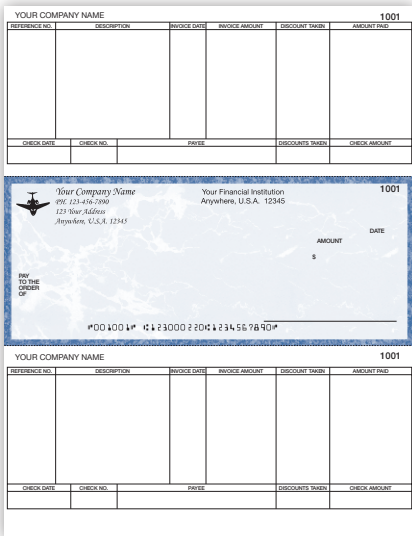 YOUR COMPANY NAME 1001
REFERENCE NO. DESCRIPTION INVOICE DATE INVOICE AMOUNT DISCOUNT TAKEN AMOUNT PAID
CHECK DATE CHECK NO. PAYEE DISCOUNTS TAKEN CHECK AMOUNT
Your Company Name Your Financial Institution 1001
PH. 123-456-7890 Anywhere, U.S.A. 12345
123 Your Address
Anywhere, U.S.A. 12345
DATE
AMOUNT
$
PAY
TO THE
ORDER
OF
⑈001001⑈ ⑆123000220⑆1234567890⑈
YOUR COMPANY NAME 1001
REFERENCE NO. DESCRIPTION INVOICE DATE INVOICE AMOUNT DISCOUNT TAKEN AMOUNT PAID
CHECK DATE CHECK NO. PAYEE DISCOUNTS TAKEN CHECK AMOUNT